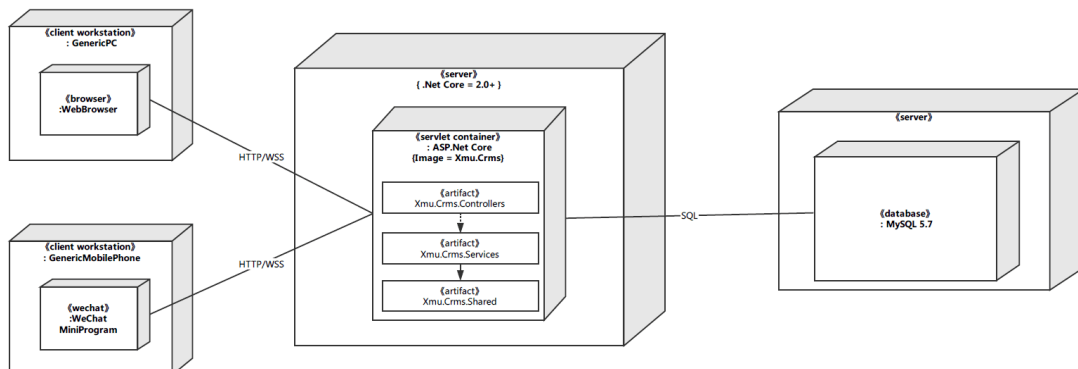 《client workstation》
: GenericPC
《browser》
:WebBrowser
HTTP/WSS
《client workstation》
: GenericMobilePhone
《wechat》
:WeChat
MiniProgram
HTTP/WSS
《server》
{ .Net Core = 2.0+ }
《servlet container》
: ASP.Net Core
{Image = Xmu.Crms}
《artifact》
Xmu.Crms.Controllers
《artifact》
Xmu.Crms.Services
《artifact》
Xmu.Crms.Shared
SQL
《server》
《database》
: MySQL 5.7